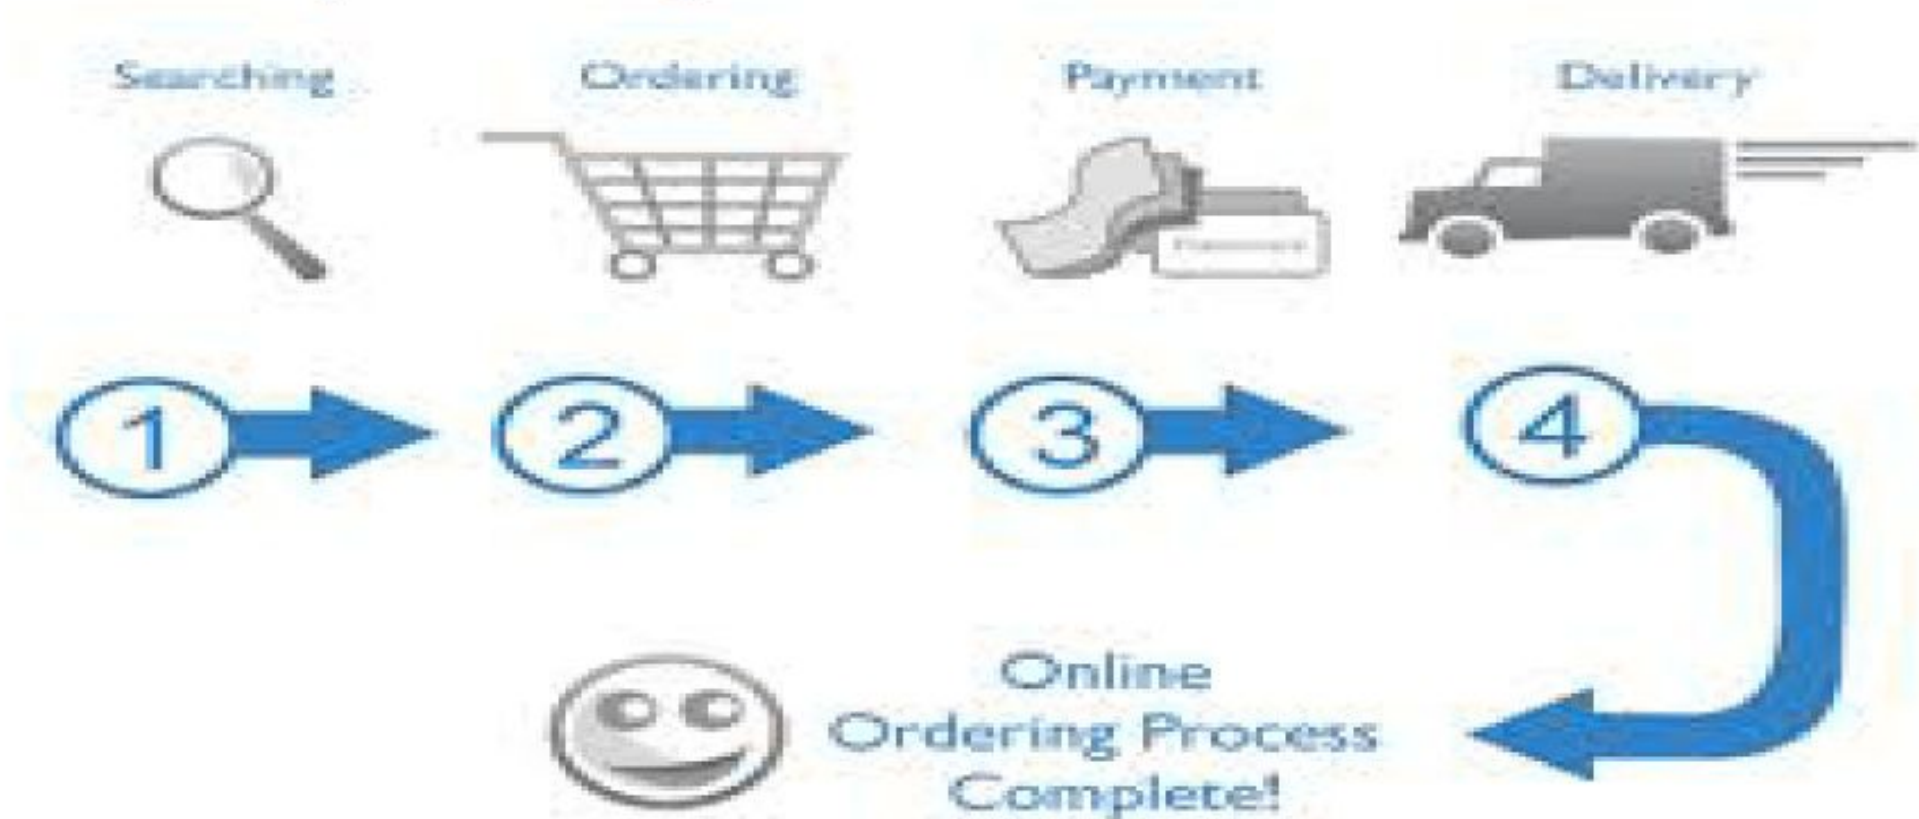 Searching
Ordering
Payment
Delivery
1
2
3
4
Online
Ordering Process
Complete!